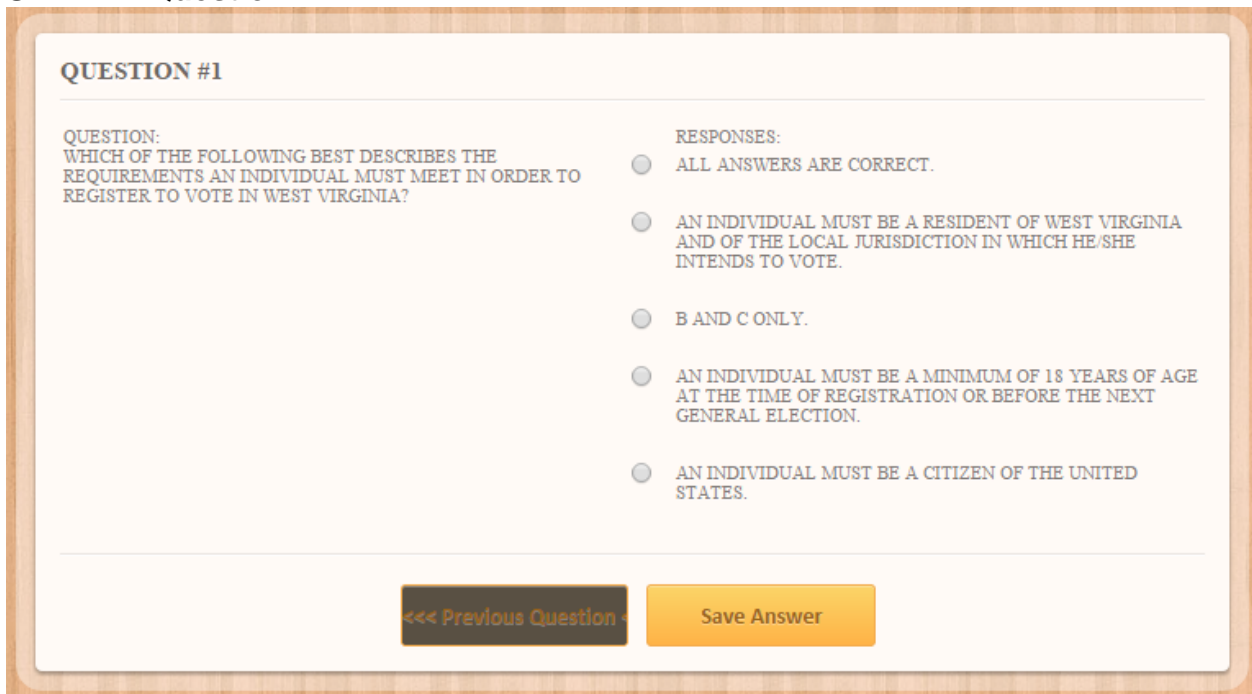 QUESTION #1
QUESTION:
WHICH OF THE FOLLOWING BEST DESCRIBES THE
REQUIREMENTS AN INDIVIDUAL MUST MEET IN ORDER TO
REGISTER TO VOTE IN WEST VIRGINIA?
RESPONSES:
ALL ANSWERS ARE CORRECT.
AN INDIVIDUAL MUST BE A RESIDENT OF WEST VIRGINIA
AND OF THE LOCAL JURISDICTION IN WHICH HE/SHE
INTENDS TO VOTE.
B AND C ONLY.
AN INDIVIDUAL MUST BE A MINIMUM OF 18 YEARS OF AGE
AT THE TIME OF REGISTRATION OR BEFORE THE NEXT
GENERAL ELECTION.
AN INDIVIDUAL MUST BE A CITIZEN OF THE UNITED
STATES.
<<< Previous Question <
Save Answer